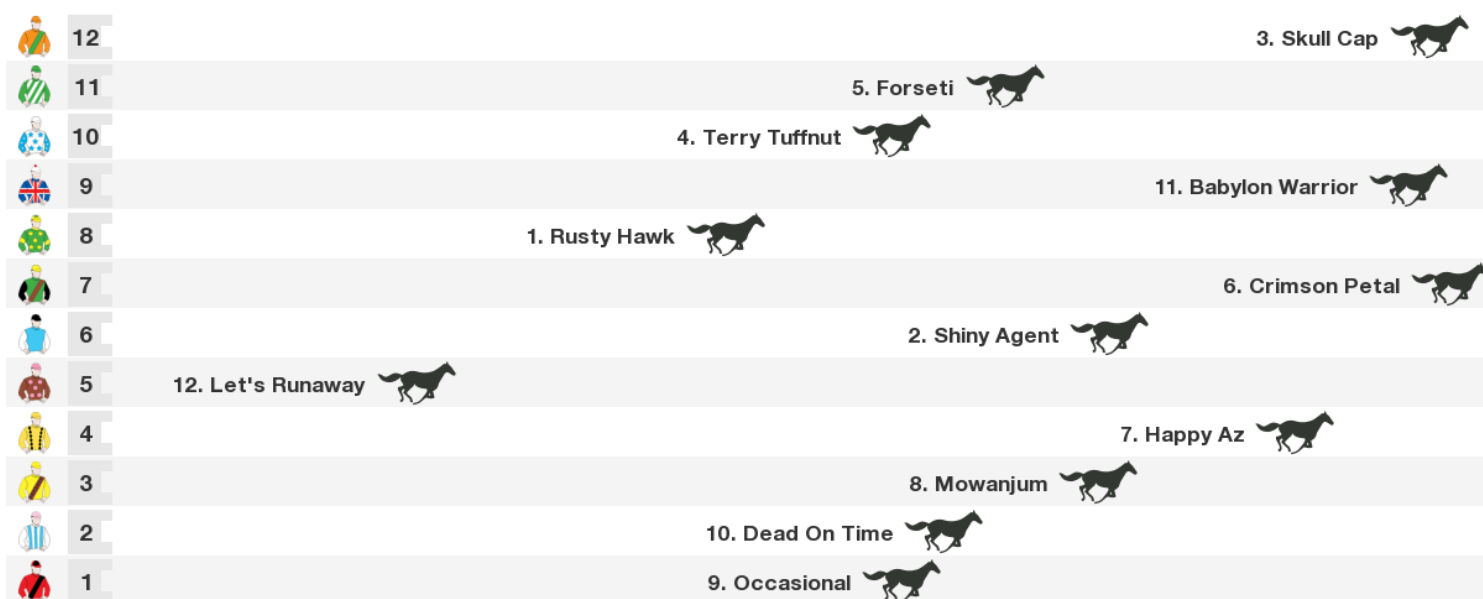 12 3. Skull Cap
11 5. Forseti
10 4. Terry Tuffnut
9 11. Babylon Warrior
8 1. Rusty Hawk
7 6. Crimson Petal
6 2. Shiny Agent
5 12. Let's Runaway
4 7. Happy Az
3 8. Mowanjum
2 10. Dead On Time
1 9. Occasional